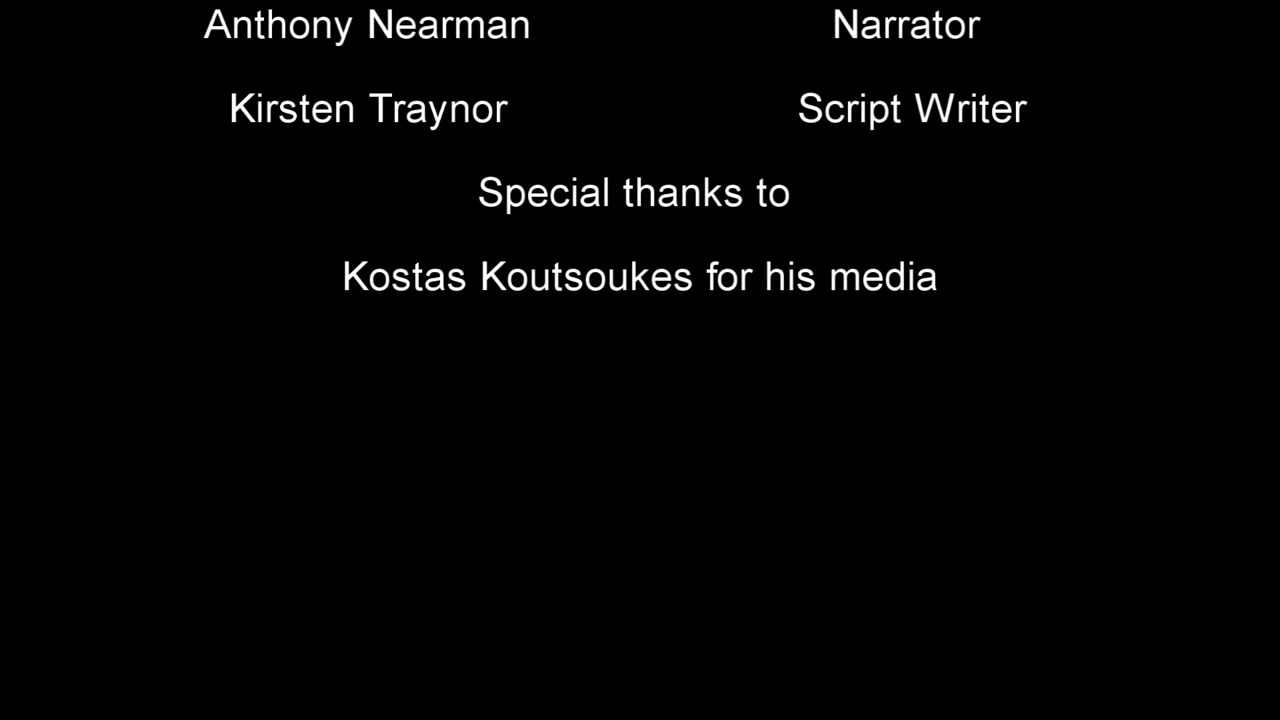 Anthony Nearman Narrator
Kirsten Traynor Script Writer
Special thanks to
Kostas Koutsoukes for his media